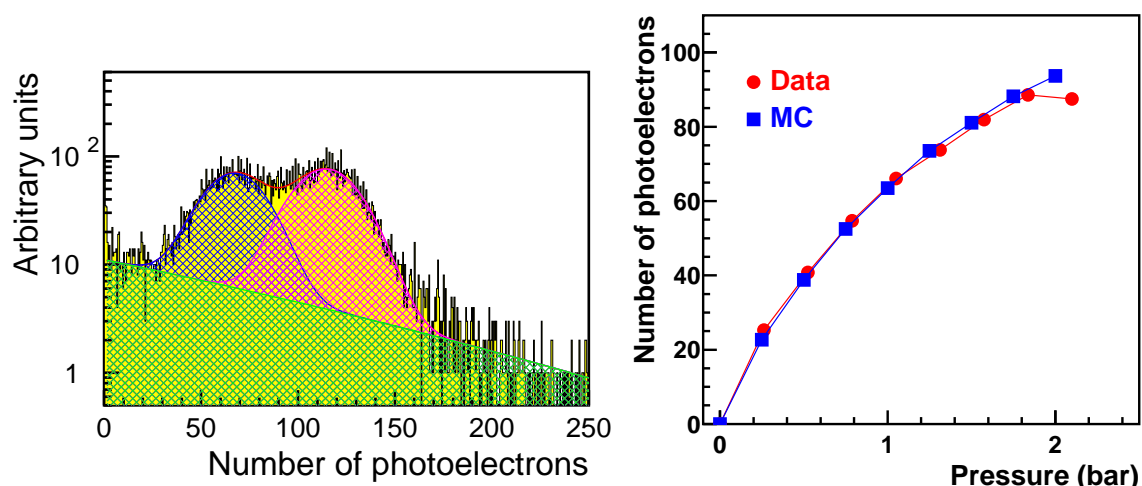 Arbitrary units
10 2
10
1
0 50 100 150 200 250
Number of photoelectrons
Number of photoelectrons
100
80
60
40
20
0
Data
MC
0 1 2
Pressure (bar)